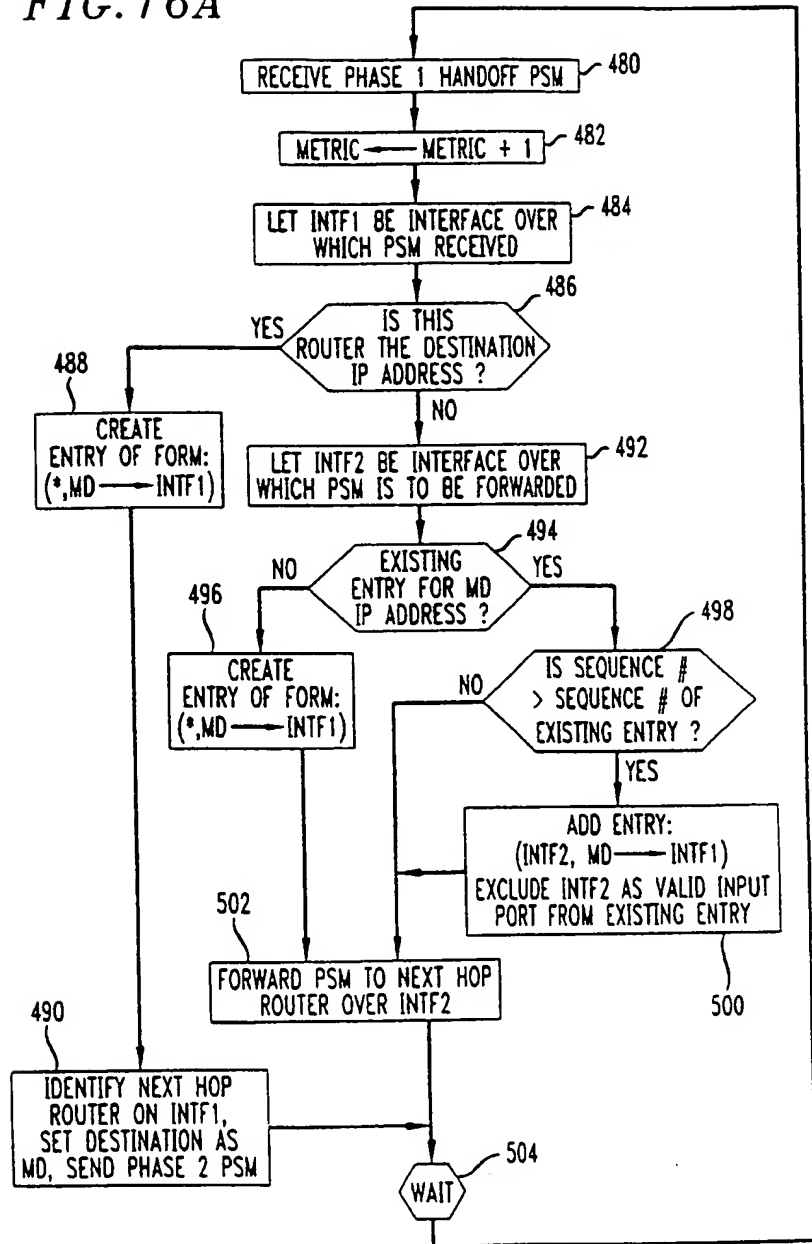 FIG. 16A
RECEIVE PHASE 1 HANDOFF PSM
480
METRIC ← METRIC + 1
482
LET INTF1 BE INTERFACE OVER
WHICH PSM RECEIVED
484
486
IS THIS
ROUTER THE DESTINATION
IP ADDRESS ?
YES
NO
488
CREATE
ENTRY OF FORM:
(*,MD → INTF1)
LET INTF2 BE INTERFACE OVER
WHICH PSM IS TO BE FORWARDED
492
494
EXISTING
ENTRY FOR MD
IP ADDRESS ?
NO
YES
496
CREATE
ENTRY OF FORM:
(*,MD → INTF1)
498
IS SEQUENCE #
> SEQUENCE # OF
EXISTING ENTRY ?
NO
YES
ADD ENTRY:
(INTF2, MD → INTF1)
EXCLUDE INTF2 AS VALID INPUT
PORT FROM EXISTING ENTRY
500
502
FORWARD PSM TO NEXT HOP
ROUTER OVER INTF2
490
IDENTIFY NEXT HOP
ROUTER ON INTF1,
SET DESTINATION AS
MD, SEND PHASE 2 PSM
504
WAIT